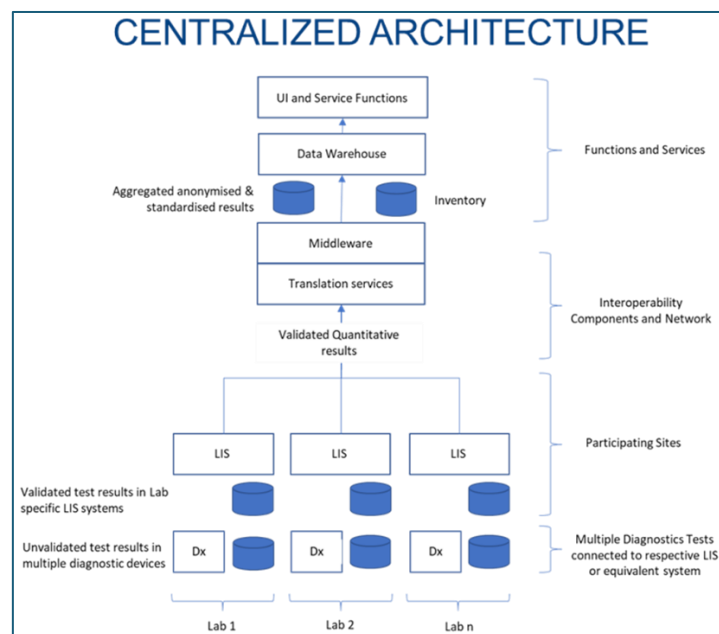 CENTRALIZED ARCHITECTURE
UI and Service Functions
Data Warehouse
Functions and Services
Aggregated anonymised &
standardised results
Inventory
Middleware
Translation services
Interoperability
Components and Network
Validated Quantitative
results
LIS
LIS
LIS
Participating Sites
Validated test results in Lab
specific LIS systems
Unvalidated test results in
multiple diagnostic devices
Dx
Dx
Dx
Multiple Diagnostics Tests
connected to respective LIS
or equivalent system
Lab 1
Lab 2
Lab n